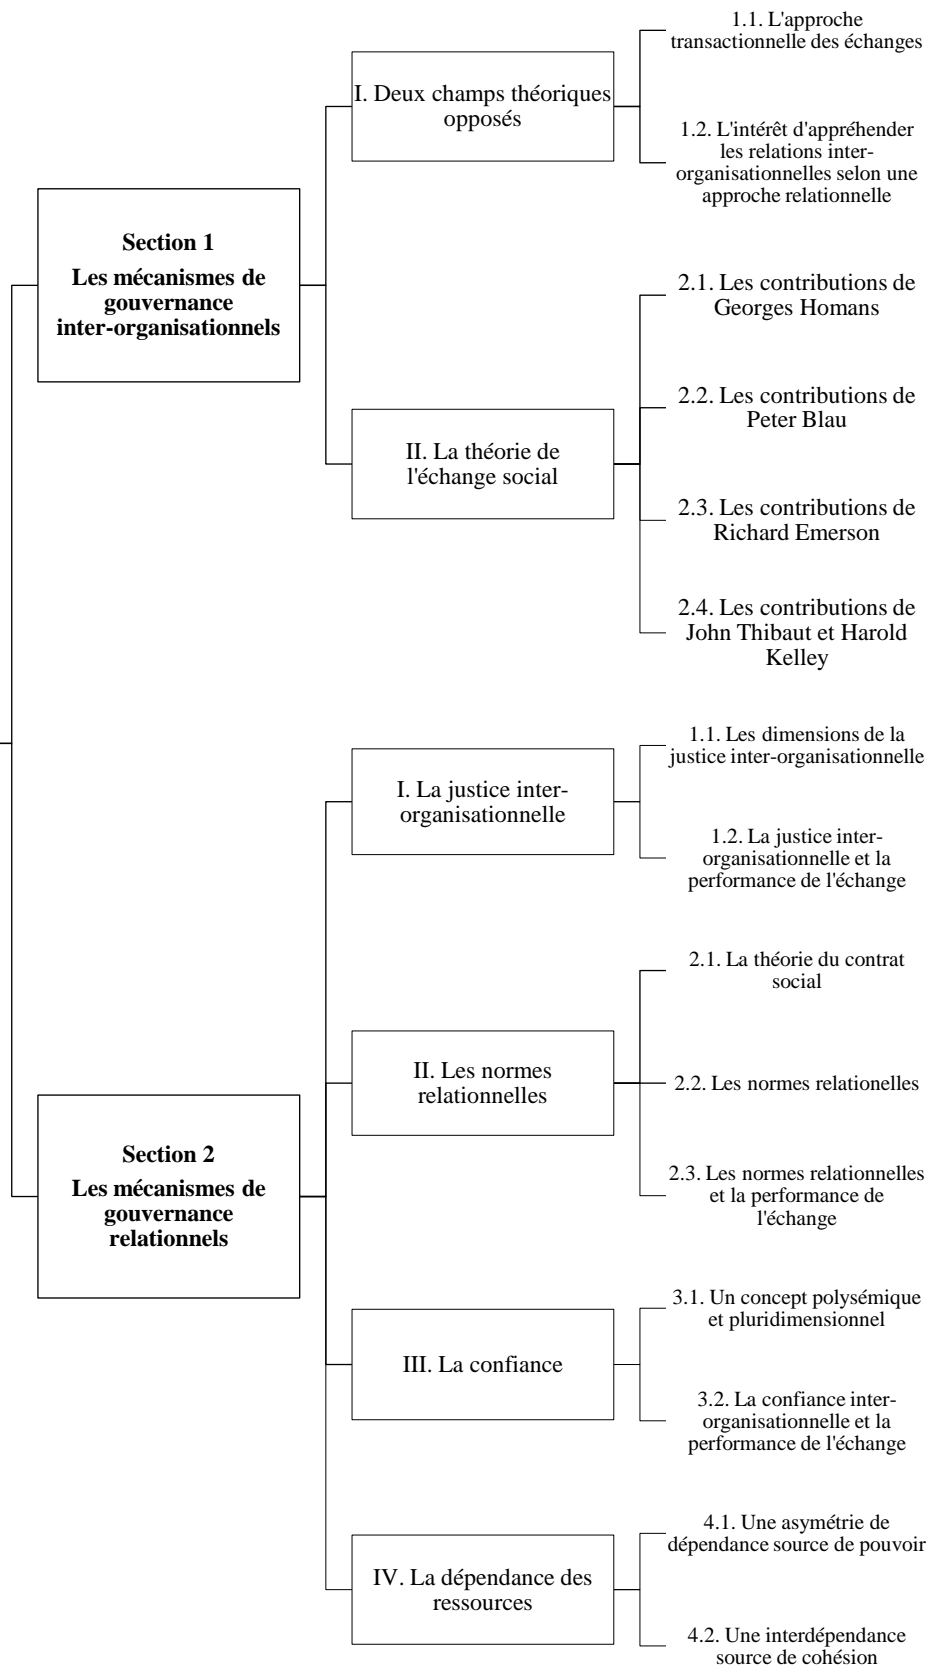 Section 1
Les mécanismes de
gouvernance
inter-organisationnels
I. Deux champs théoriques
opposés
1.1. L'approche
transactionnelle des échanges
1.2. L'intérêt d'appréhender
les relations inter-
organisationnelles selon une
approche relationnelle
II. La théorie de
l'échange social
2.1. Les contributions de
Georges Homans
2.2. Les contributions de
Peter Blau
2.3. Les contributions de
Richard Emerson
2.4. Les contributions de
John Thibaut et Harold
Kelley
Section 2
Les mécanismes de
gouvernance
relationnels
I. La justice inter-
organisationnelle
1.1. Les dimensions de la
justice inter-organisationnelle
1.2. La justice inter-
organisationnelle et la
performance de l'échange
II. Les normes
relationnelles
2.1. La théorie du contrat
social
2.2. Les normes relationelles
2.3. Les normes relationnelles
et la performance de
l'échange
III. La confiance
3.1. Un concept polysémique
et pluridimensionnel
3.2. La confiance inter-
organisationnelle et la
performance de l'échange
IV. La dépendance des
ressources
4.1. Une asymétrie de
dépendance source de pouvoir
4.2. Une interdépendance
source de cohésion